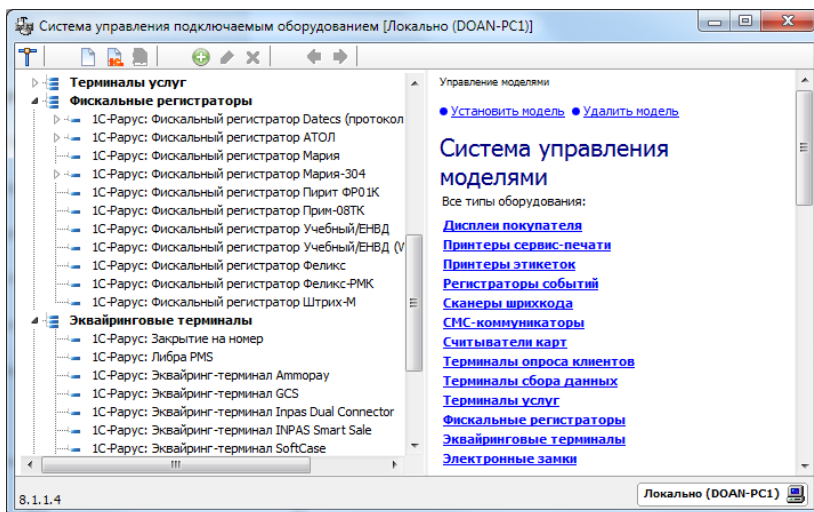 Система управления подключаемым оборудованием [Локально (DOAN-PC1)]
Терминалы услуг
Фискальные регистраторы
1С-Рарус: Фискальный регистратор Datecs (протокол
1С-Рарус: Фискальный регистратор АТОЛ
1С-Рарус: Фискальный регистратор Мария
1С-Рарус: Фискальный регистратор Мария-304
1С-Рарус: Фискальный регистратор Пирит ФР01К
1С-Рарус: Фискальный регистратор Прим-08ТК
1С-Рарус: Фискальный регистратор Учебный/ЕНВД
1С-Рарус: Фискальный регистратор Учебный/ЕНВД (V
1С-Рарус: Фискальный регистратор Феликс
1С-Рарус: Фискальный регистратор Феликс-РМК
1С-Рарус: Фискальный регистратор Штрих-М
Эквайринговые терминалы
1С-Рарус: Закрытие на номер
1С-Рарус: Либра PMS
1С-Рарус: Эквайринг-терминал Ammopay
1С-Рарус: Эквайринг-терминал GCS
1С-Рарус: Эквайринг-терминал Inpas Dual Connector
1С-Рарус: Эквайринг-терминал INPAS Smart Sale
1С-Рарус: Эквайринг-терминал SoftCase
Управление моделями
Установить модель Удалить модель
Система управления
моделями
Все типы оборудования:
Дисплеи покупателя
Принтеры сервис-печати
Принтеры этикеток
Регистраторы событий
Сканеры шрихкода
СМС-коммуникаторы
Считыватели карт
Терминалы опроса клиентов
Терминалы сбора данных
Терминалы услуг
Фискальные регистраторы
Эквайринговые терминалы
Электронные замки
8.1.1.4
Локально (DOAN-PC1)